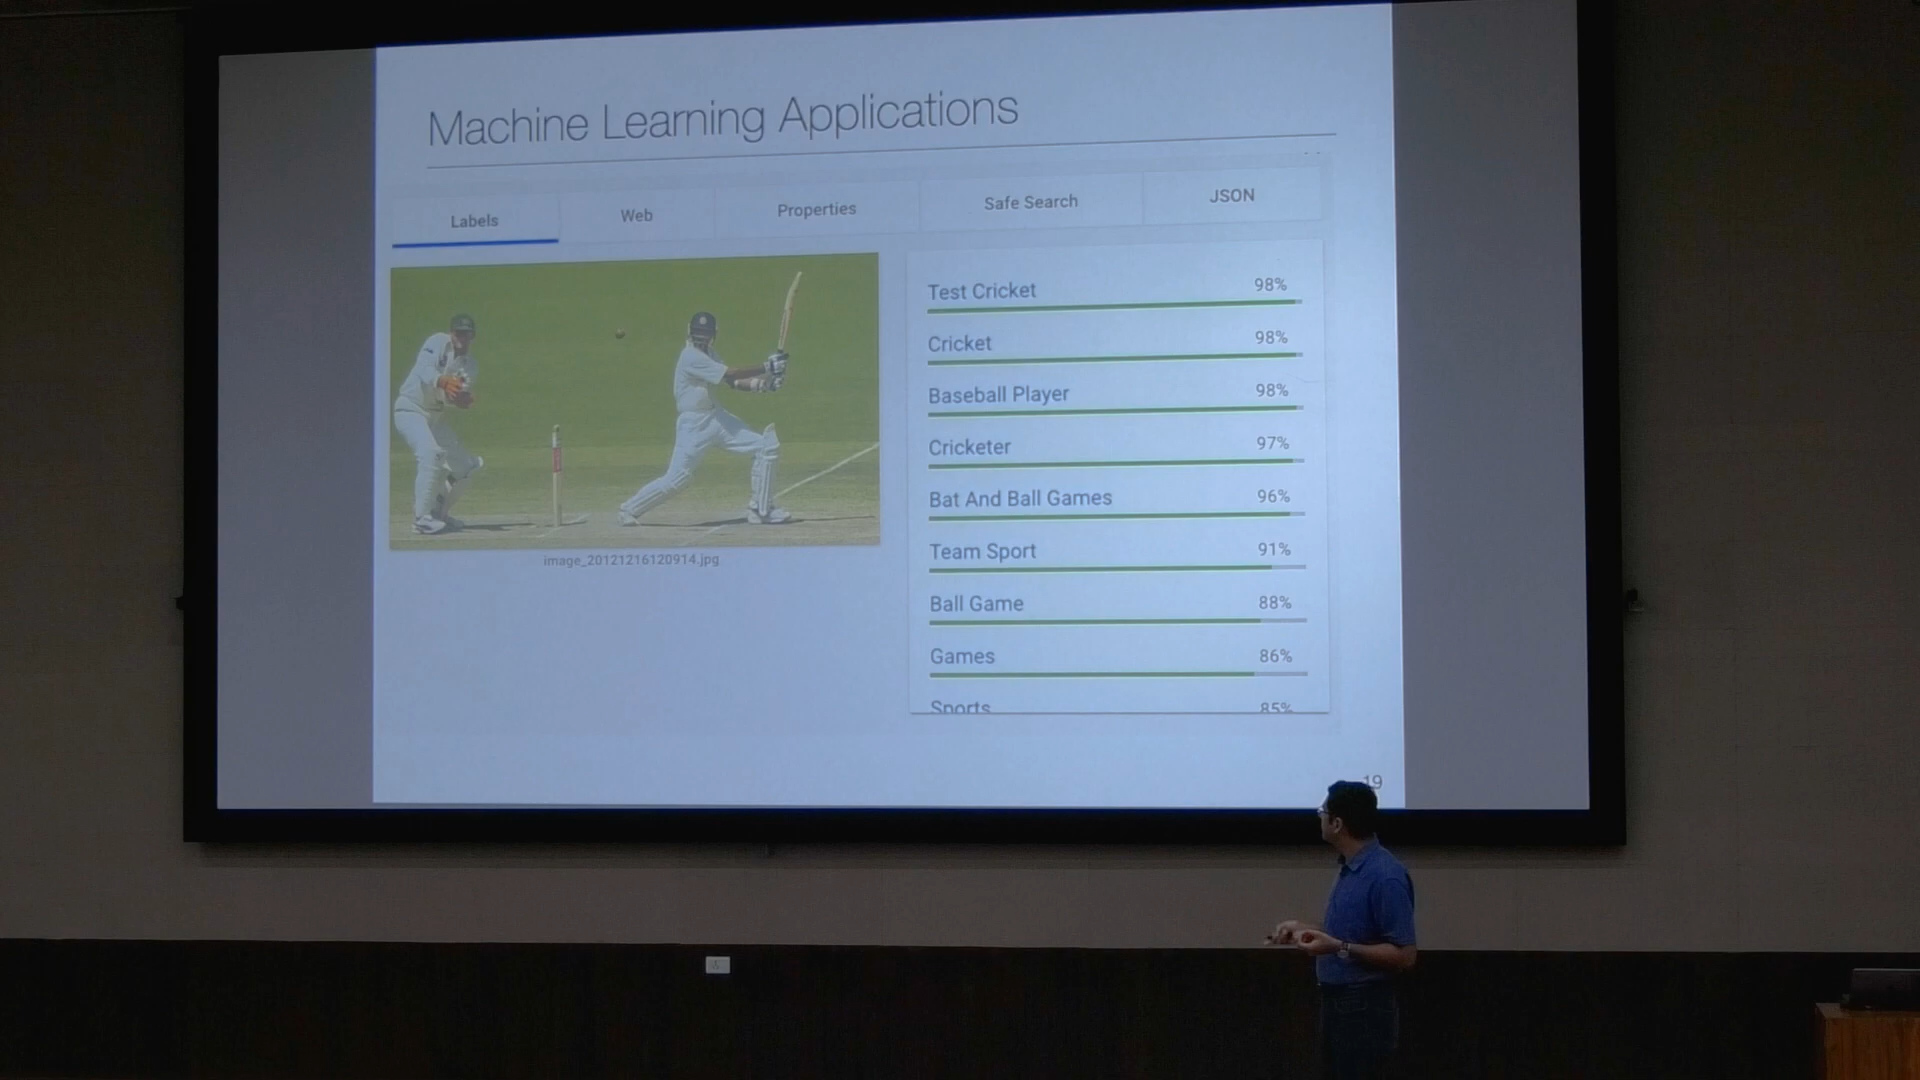 Machine Learning Applications
Labels Web Properties Safe Search JSON
Test Cricket 98%
Cricket 98%
Baseball Player 98%
Cricketer 97%
Bat And Ball Games 96%
Team Sport 91%
Ball Game 88%
Games 86%
Sports 85%
image_20121216120914.jpg
19